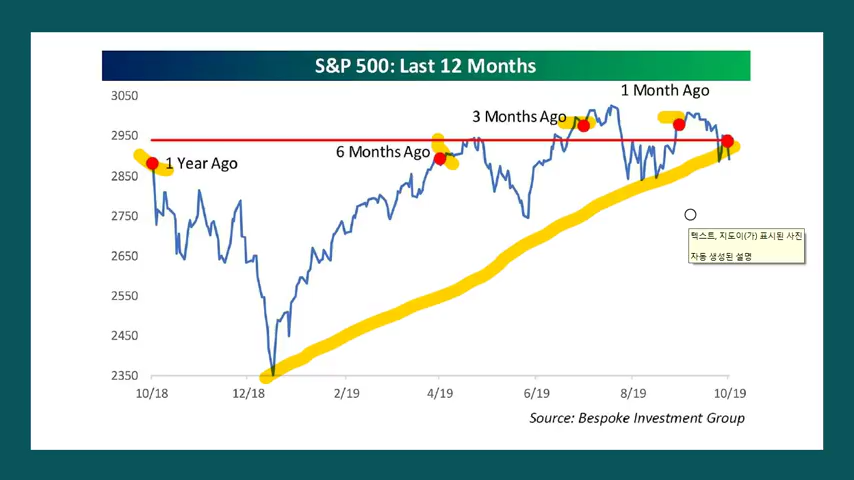 S&P 500: Last 12 Months
3050
2950
2850
2750
2650
2550
2450
2350
1 Year Ago
6 Months Ago
3 Months Ago
1 Month Ago
텍스트, 지도이(가) 표시된 사진
자동 생성된 설명
10/18
12/18
2/19
4/19
6/19
8/19
10/19
Source: Bespoke Investment Group